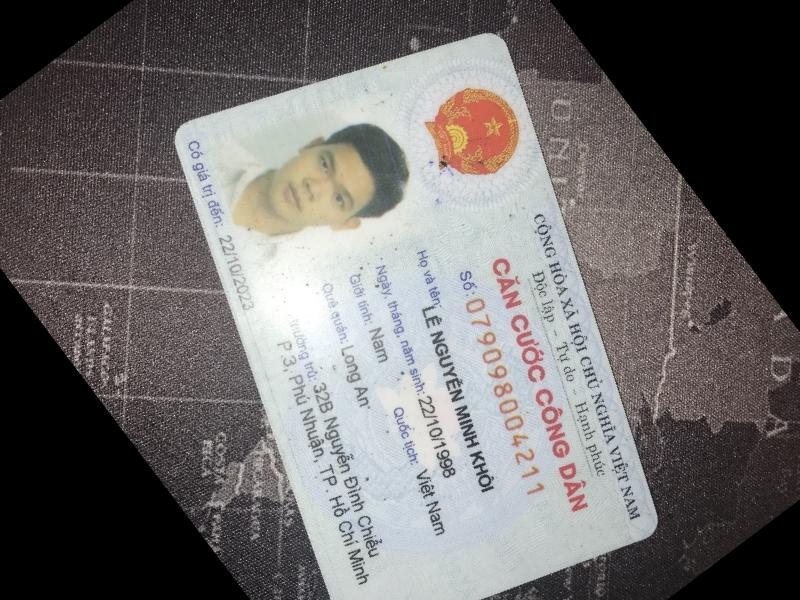 CỘNG HÒA XÃ HỘI CHỦ NGHĨA VIỆT NAM
Độc lập - Tự do - Hạnh phúc
CĂN CƯỚC CÔNG DÂN
Số: 079098004211
Họ và tên: LÊ NGUYỄN MINH KHÔI
Ngày, tháng, năm sinh: 22/10/1998
Giới tính: Nam Quốc tịch: Việt Nam
Quê quán: Long An
thường trú: 32B Nguyễn Đình Chiểu
P.3, Phú Nhuận, TP. Hồ Chí Minh
Có giá trị đến: 22/10/2023